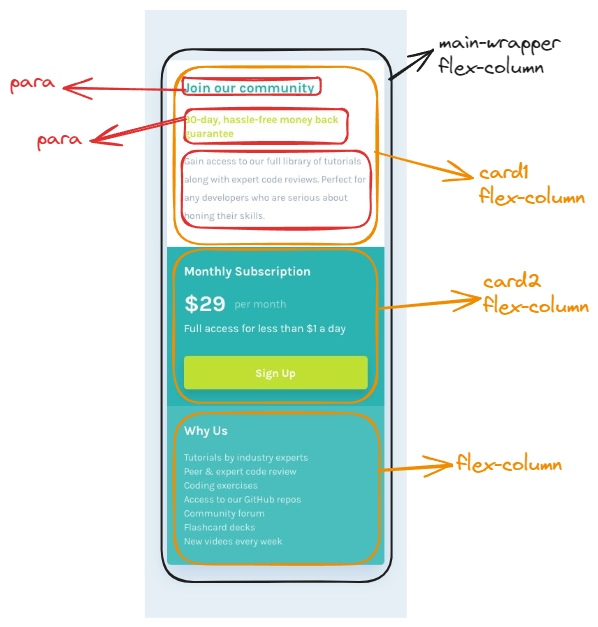 main-wrapper
flex-column
para
Join our community
para
30-day, hassle-free money back
guarantee
Gain access to our full library of tutorials
along with expert code reviews. Perfect for
any developers who are serious about
honing their skills.
card1
flex-column
Monthly Subscription
$29 per month
Full access for less than $1 a day
Sign Up
card2
flex-column
Why Us
Tutorials by industry experts
Peer & expert code review
Coding exercises
Access to our GitHub repos
Community forum
Flashcard decks
New videos every week
flex-column